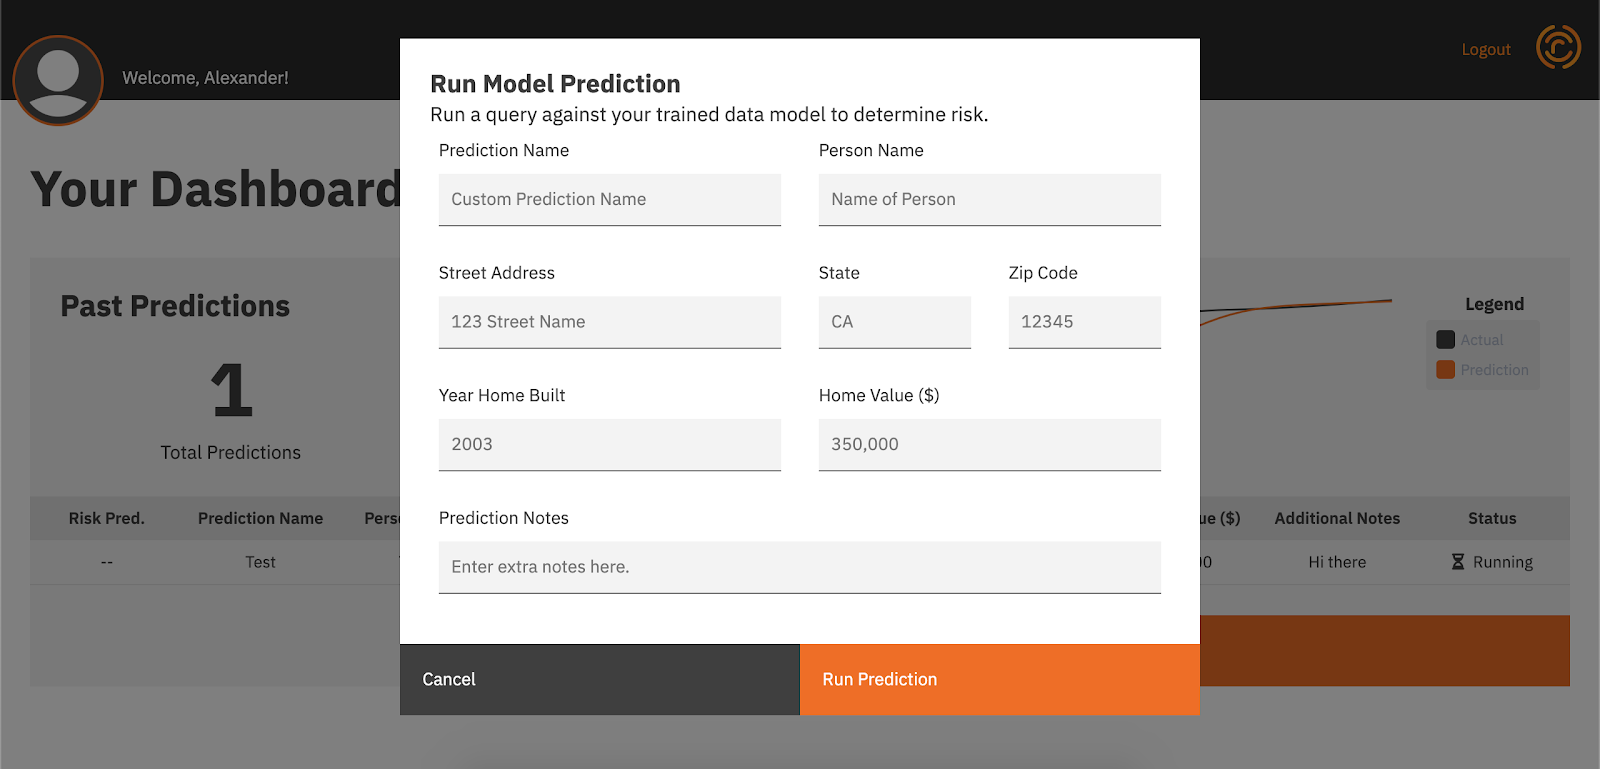 Welcome, Alexander!
Logout
Your Dashboard
Run Model Prediction
Run a query against your trained data model to determine risk.
Prediction Name
Person Name
Custom Prediction Name
Name of Person
Street Address
State
Zip Code
123 Street Name
CA
12345
Year Home Built
Home Value ($)
2003
350,000
Prediction Notes
Enter extra notes here.
Cancel
Run Prediction
Past Predictions
1
Total Predictions
Legend
Actual
Prediction
Risk Pred.
Prediction Name
Additional Notes
Status
--
Test
Hi there
Running